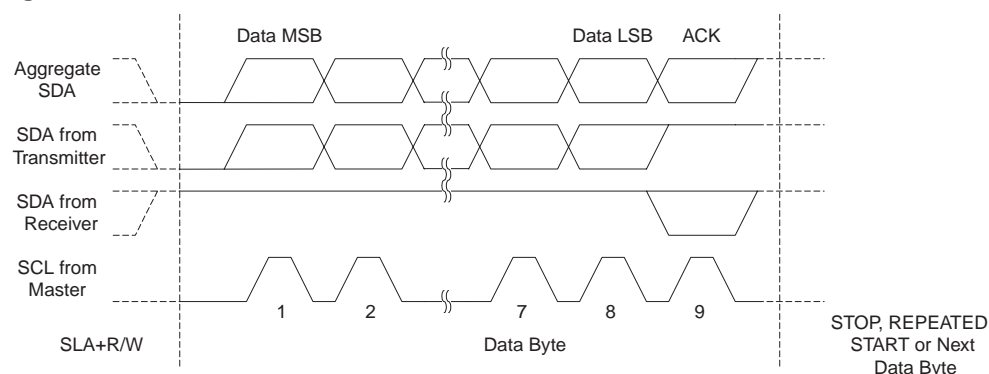 Data MSB
Data LSB
ACK
Aggregate
SDA
SDA from
Transmitter
SDA from
Receiver
SCL from
Master
1
2
7
8
9
SLA+R/W
Data Byte
STOP, REPEATED
START or Next
Data Byte